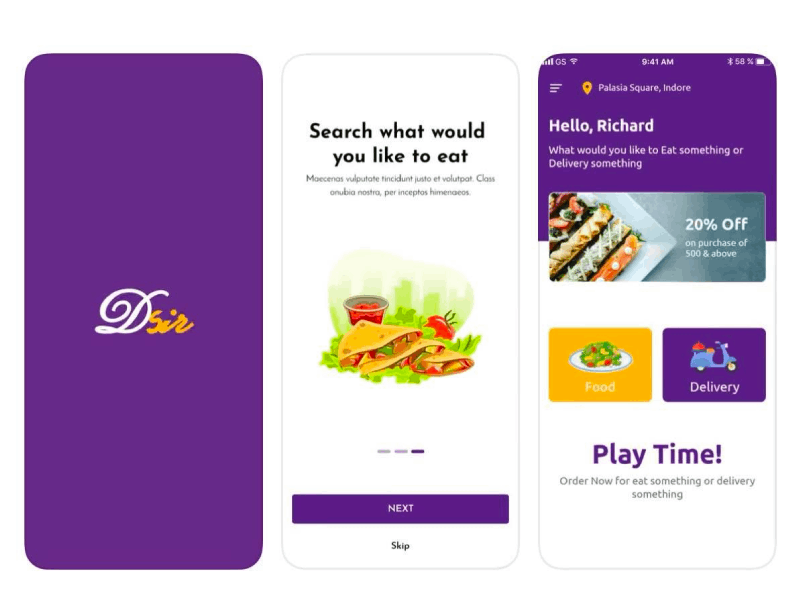 Dsir
Search what would
you like to eat
Maecenas vulputate tincidunt justo et volutpat. Class
onubia nostra, per inceptos himenaeos.
NEXT
Skip
GS 9:41 AM 58 %
Palasia Square, Indore
Hello, Richard
What would you like to Eat something or
Delivery something
20% Off
on purchase of
500 & above
Food
Delivery
Play Time!
Order Now for eat something or delivery
something